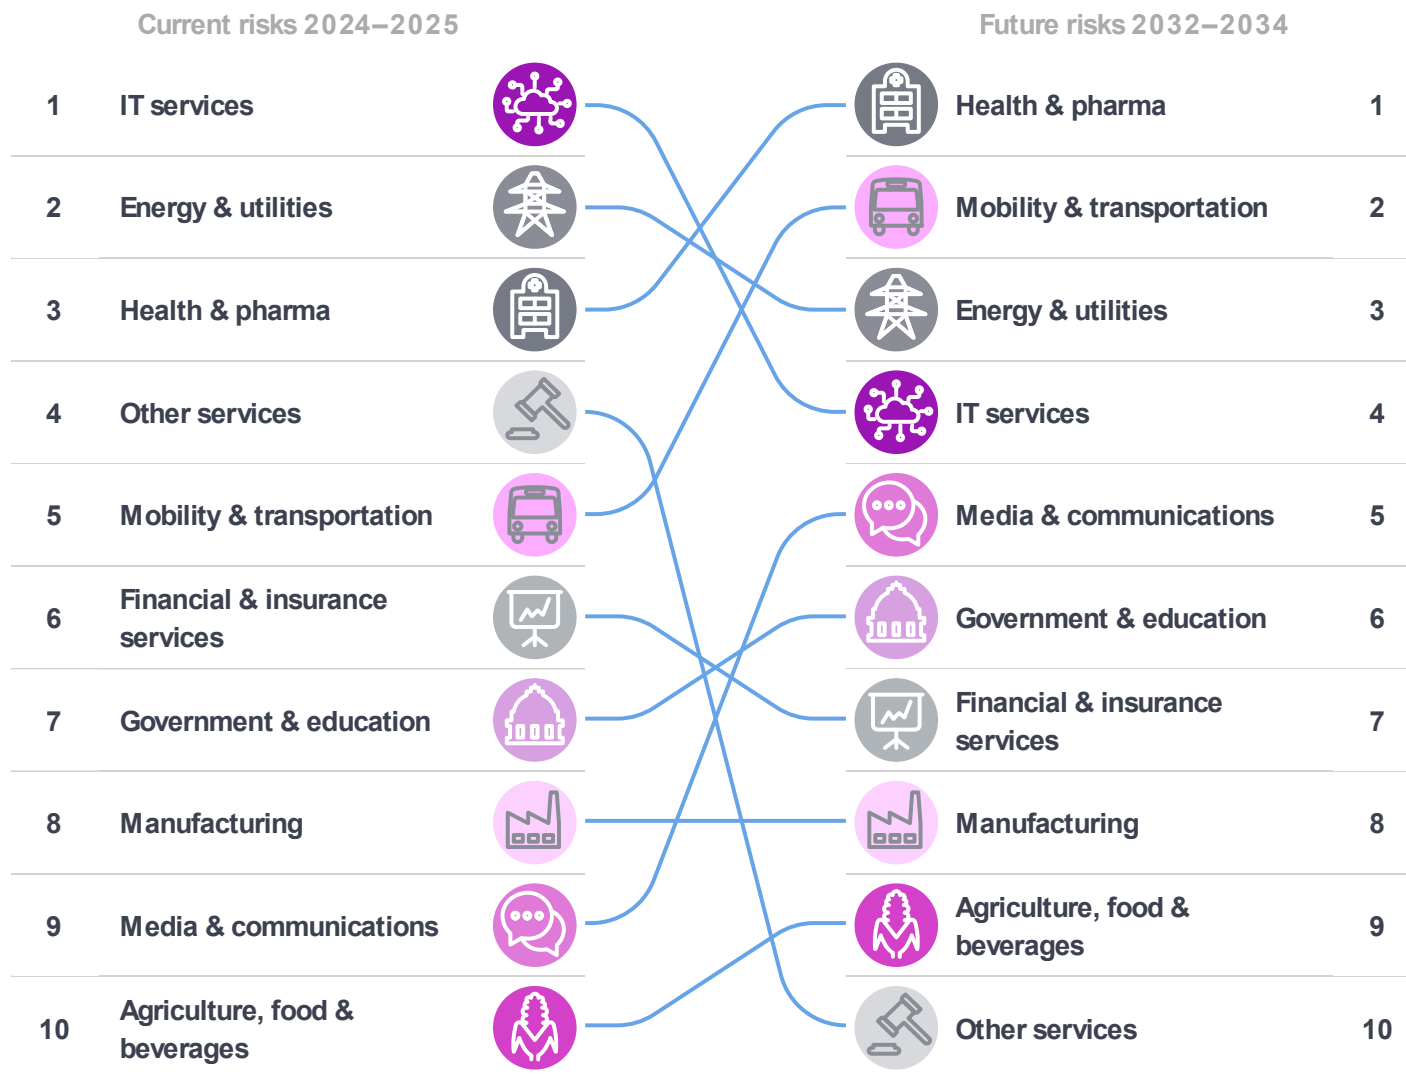 Current risks 2024–2025
1 IT services
2 Energy & utilities
3 Health & pharma
4 Other services
5 Mobility & transportation
6 Financial & insurance
services
7 Government & education
8 Manufacturing
9 Media & communications
10 Agriculture, food &
beverages
Future risks 2032–2034
Health & pharma 1
Mobility & transportation 2
Energy & utilities 3
IT services 4
Media & communications 5
Government & education 6
Financial & insurance
services 7
Manufacturing 8
Agriculture, food &
beverages 9
Other services 10